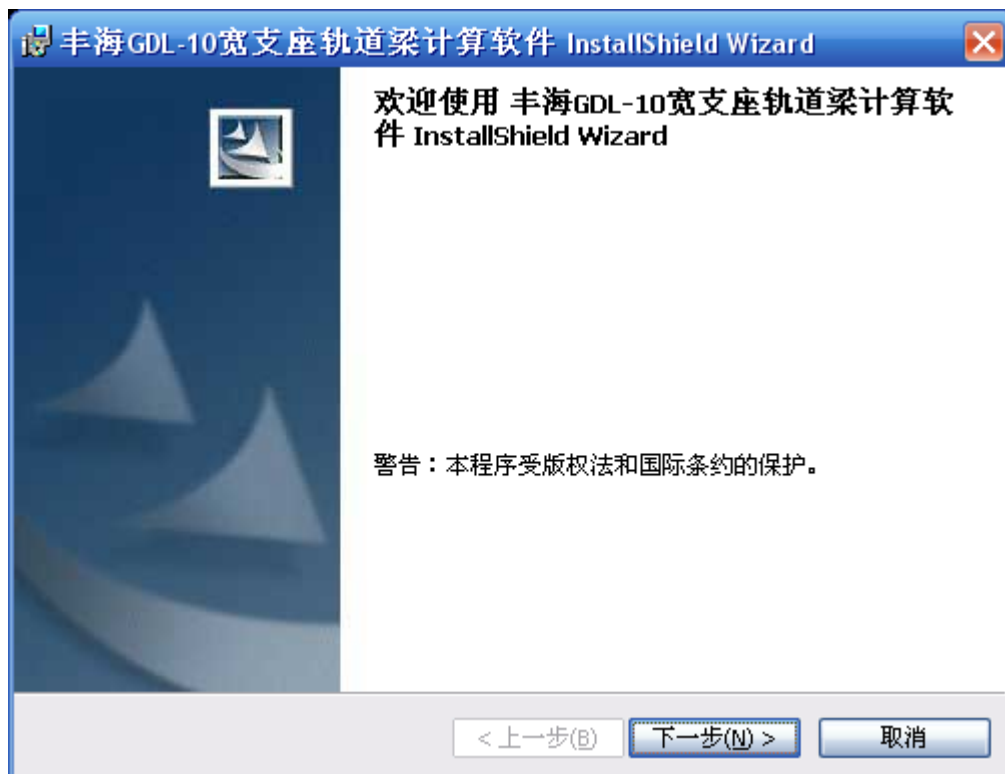 丰海GDL-10宽支座轨道梁计算软件 InstallShield Wizard
欢迎使用 丰海GDL-10宽支座轨道梁计算软
件 InstallShield Wizard
警告：本程序受版权法和国际条约的保护。
< 上一步(B)
下一步(N) >
取消